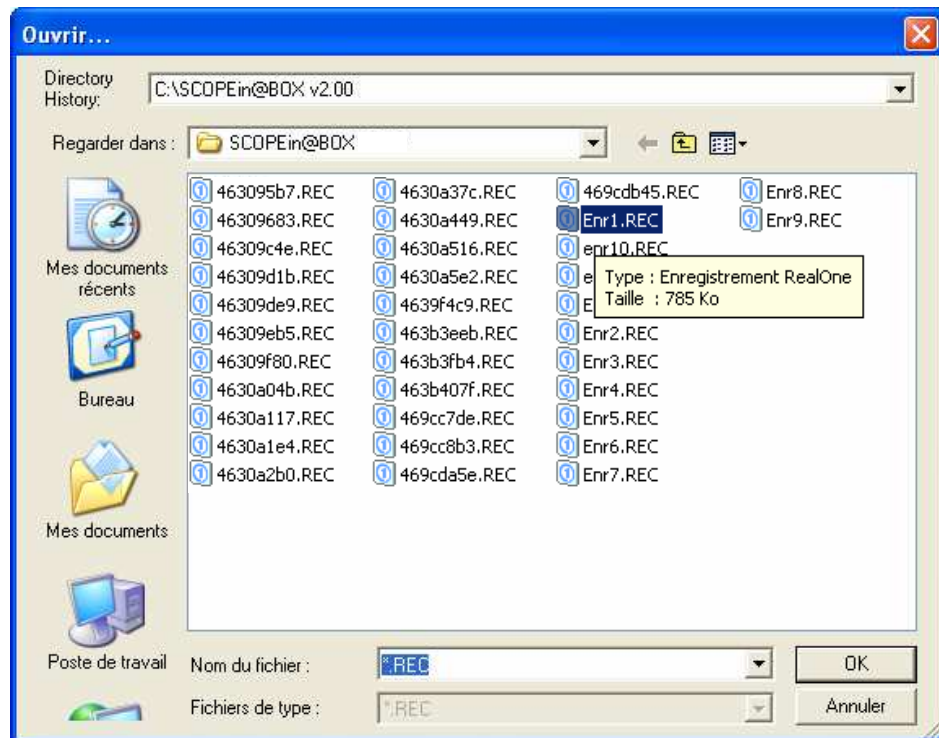 Ouvrir...
Directory History:
C:\SCOPEin@BOX v2.00
Regarder dans :
SCOPEin@BOX
Mes documents récents
Bureau
Mes documents
Poste de travail
463095b7.REC
46309683.REC
46309c4e.REC
46309d1b.REC
46309de9.REC
46309eb5.REC
46309f80.REC
4630a04b.REC
4630a117.REC
4630a1e4.REC
4630a2b0.REC
4630a37c.REC
4630a449.REC
4630a516.REC
4630a5e2.REC
4639f4c9.REC
463b3eeb.REC
463b3fb4.REC
463b407f.REC
469cc7de.REC
469cc8b3.REC
469cda5e.REC
469cdb45.REC
Enr1.REC
enr10.REC
Enr2.REC
Enr3.REC
Enr4.REC
Enr5.REC
Enr6.REC
Enr7.REC
Enr8.REC
Enr9.REC
Type : Enregistrement RealOne
Taille : 785 Ko
Nom du fichier :
*.REC
OK
Fichiers de type :
*.REC
Annuler